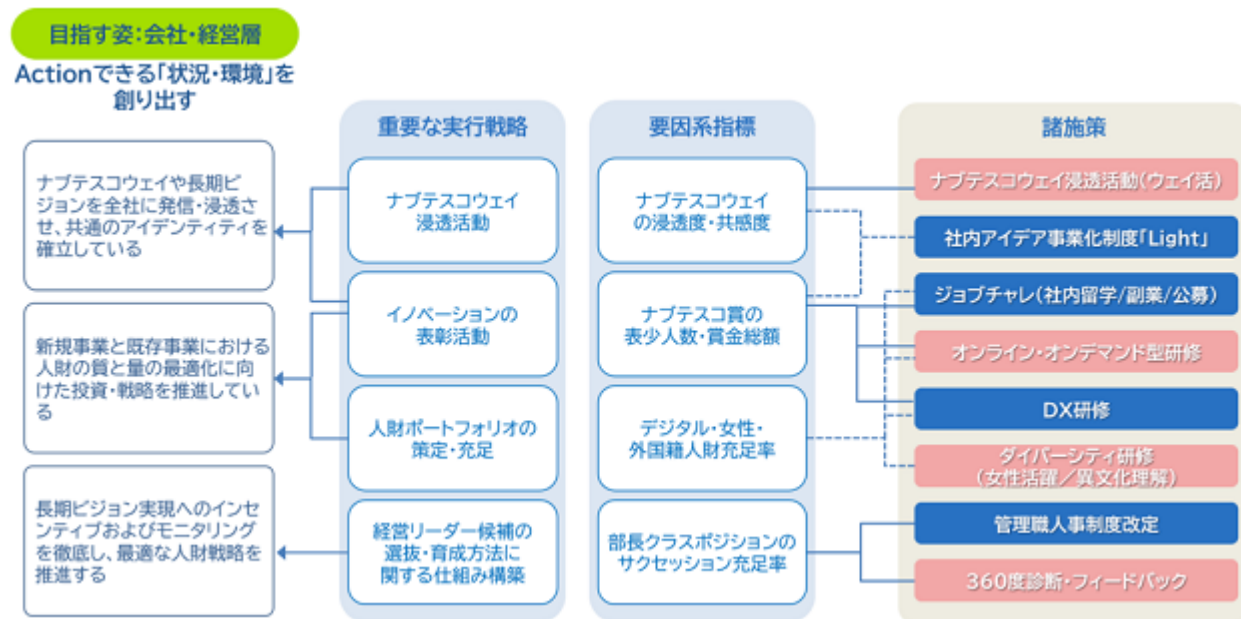 目指す姿:会社・経営層
Actionできる「状況・環境」を
創り出す
ナブテスコウェイや長期ビ
ジョンを全社に発信・浸透さ
せ、共通のアイデンティティを
確立している
新規事業と既存事業における
人財の質と量の最適化に向
けた投資・戦略を推進してい
る
長期ビジョン実現へのインセ
ンティブおよびモニタリング
を徹底し、最適な人財戦略を
推進する
重要な実行戦略
ナブテスコウェイ
浸透活動
イノベーションの
表彰活動
人財ポートフォリオの
策定・充足
経営リーダー候補の
選抜・育成方法に
関する仕組み構築
要因系指標
ナブテスコウェイ
の浸透度・共感度
ナブテスコ賞の
表少人数・賞金総額
デジタル・女性・
外国籍人財充足率
部長クラスポジションの
サクセッション充足率
諸施策
ナブテスコウェイ浸透活動(ウェイ活)
社内アイデア事業化制度「Light」
ジョブチャレ(社内留学/副業/公募)
オンライン・オンデマンド型研修
DX研修
ダイバーシティ研修
(女性活躍/異文化理解)
管理職人事制度改定
360度診断・フィードバック